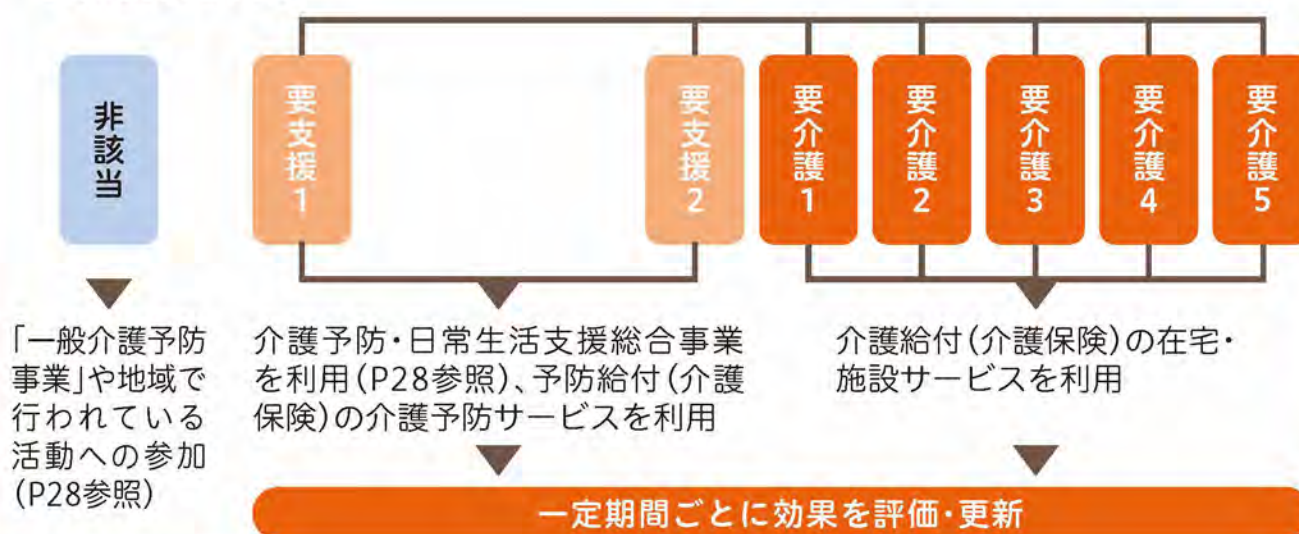 非該当
要支援1
要支援2
要介護1
要介護2
要介護3
要介護4
要介護5
「一般介護予防
事業」や地域で
行われている
活動への参加
(P28参照)
介護予防・日常生活支援総合事業
を利用(P28参照)、予防給付(介護
保険)の介護予防サービスを利用
介護給付(介護保険)の在宅・
施設サービスを利用
一定期間ごとに効果を評価・更新